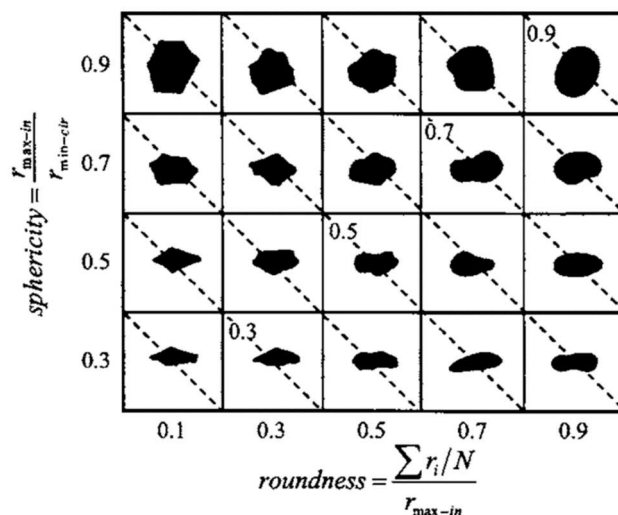 0.9
0.7
0.5
0.3
sphericity = r_max-in / r_min-cir
0.9
0.7
0.5
0.3
0.1 0.3 0.5 0.7 0.9
roundness = ∑ r_i/N / r_max-in